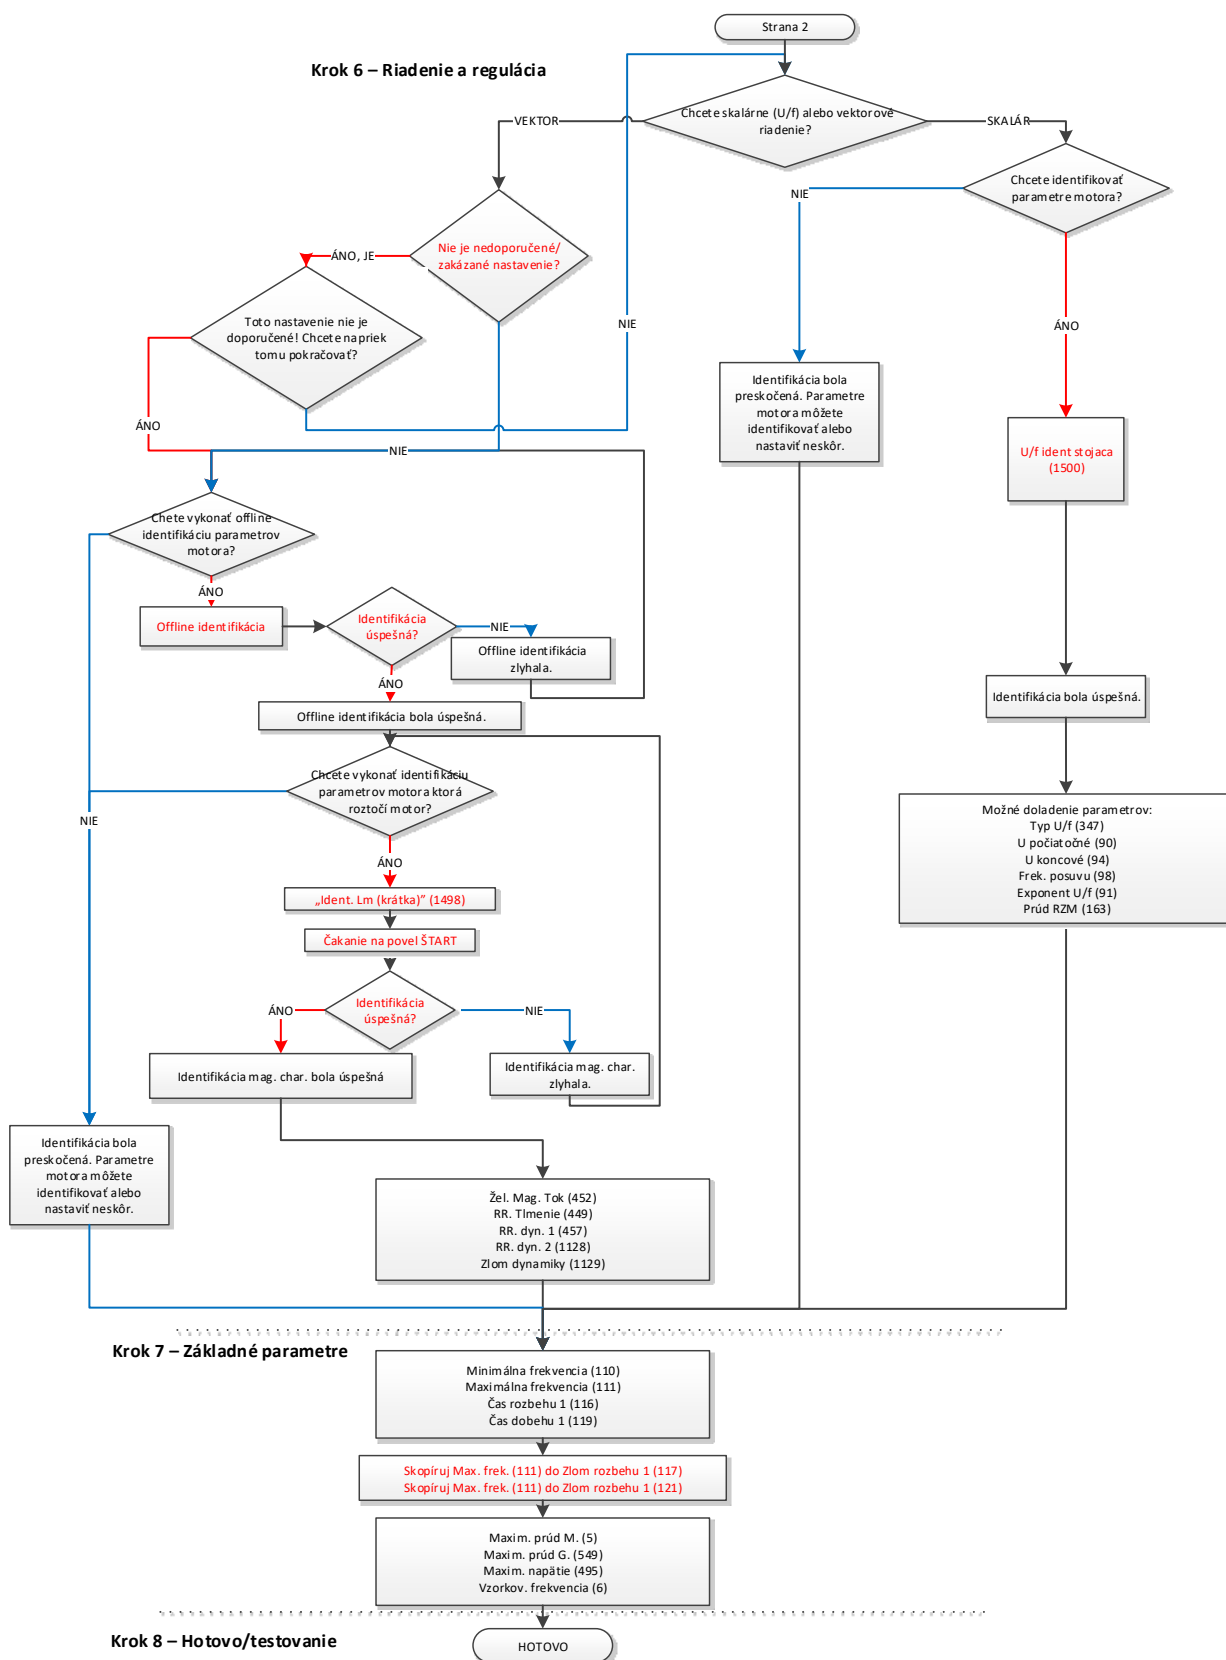 Strana 2
Krok 6 – Riadenie a regulácia
Chcete skalárne (U/f) alebo vektorové
riadenie?
VEKTOR
SKALÁR
Chcete identifikovať
parametre motora?
NIE
Nie je nedoporučené/
zakázané nastavenie?
ÁNO, JE
Toto nastavenie nie je
doporučené! Chcete napriek
tomu pokračovať?
NIE
ÁNO
Identifikácia bola
preskočená. Parametre
motora môžete
identifikovať alebo
nastaviť neskôr.
ÁNO
NIE
U/f ident stojaca
(1500)
Chete vykonať offline
identifikáciu parametrov
motora?
ÁNO
Offline identifikácia
Identifikácia
úspešná?
NIE
Offline identifikácia
zlyhala.
ÁNO
Identifikácia bola úspešná.
Offline identifikácia bola úspešná.
Chcete vykonať identifikáciu
parametrov motora ktorá
roztočí motor?
NIE
Možné doladenie parametrov:
Typ U/f (347)
U počiatočné (90)
U koncové (94)
Frek. posuvu (98)
Exponent U/f (91)
Prúd RZM (163)
ÁNO
„Ident. Lm (krátka)” (1498)
Čakanie na povel ŠTART
Identifikácia
úspešná?
ÁNO
NIE
Identifikácia mag. char. bola úspešná
Identifikácia mag. char.
zlyhala.
Identifikácia bola
preskočená. Parametre
motora môžete
identifikovať alebo
nastaviť neskôr.
Žel. Mag. Tok (452)
RR. Tlmenie (449)
RR. dyn. 1 (457)
RR. dyn. 2 (1128)
Zlom dynamiky (1129)
Krok 7 – Základné parametre
Minimálna frekvencia (110)
Maximálna frekvencia (111)
Čas rozbehu 1 (116)
Čas dobehu 1 (119)
Skopíruj Max. frek. (111) do Zlom rozbehu 1 (117)
Skopíruj Max. frek. (111) do Zlom rozbehu 1 (121)
Maxim. prúd M. (5)
Maxim. prúd G. (549)
Maxim. napätie (495)
Vzorkov. frekvencia (6)
Krok 8 – Hotovo/testovanie
HOTOVO